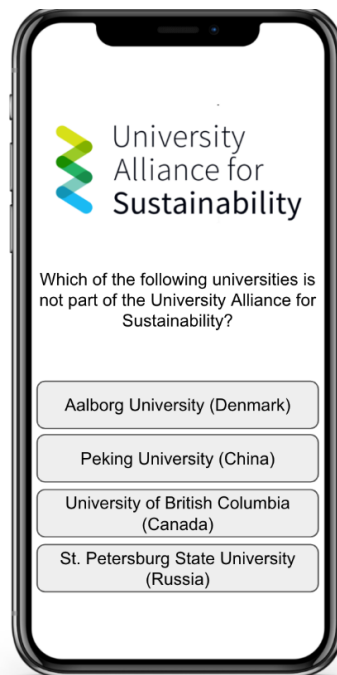 University
Alliance for
Sustainability
Which of the following universities is
not part of the University Alliance for
Sustainability?
Aalborg University (Denmark)
Peking University (China)
University of British Columbia
(Canada)
St. Petersburg State University
(Russia)